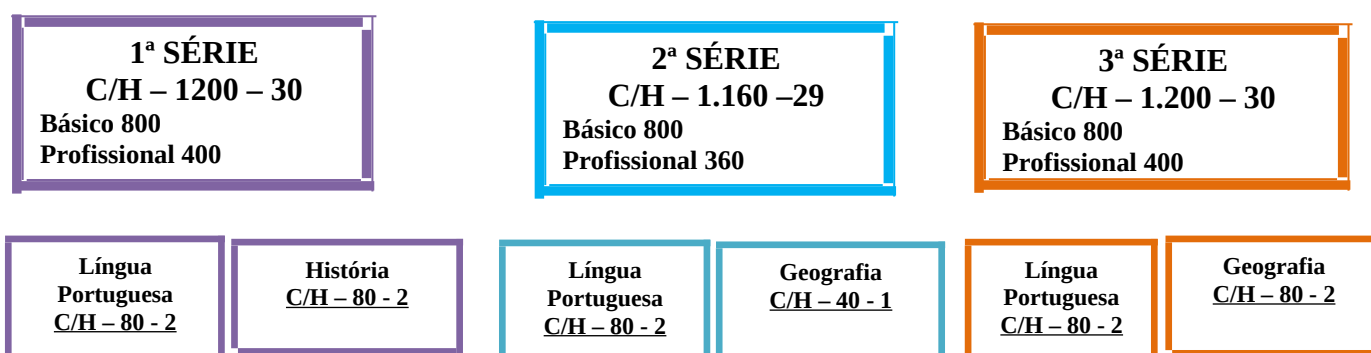 1ª SÉRIE
C/H – 1200 – 30
Básico 800
Profissional 400
2ª SÉRIE
C/H – 1.160 –29
Básico 800
Profissional 360
3ª SÉRIE
C/H – 1.200 – 30
Básico 800
Profissional 400
Língua
Portuguesa
C/H – 80 - 2
História
C/H – 80 - 2
Língua
Portuguesa
C/H – 80 - 2
Geografia
C/H – 40 - 1
Língua
Portuguesa
C/H – 80 - 2
Geografia
C/H – 80 - 2